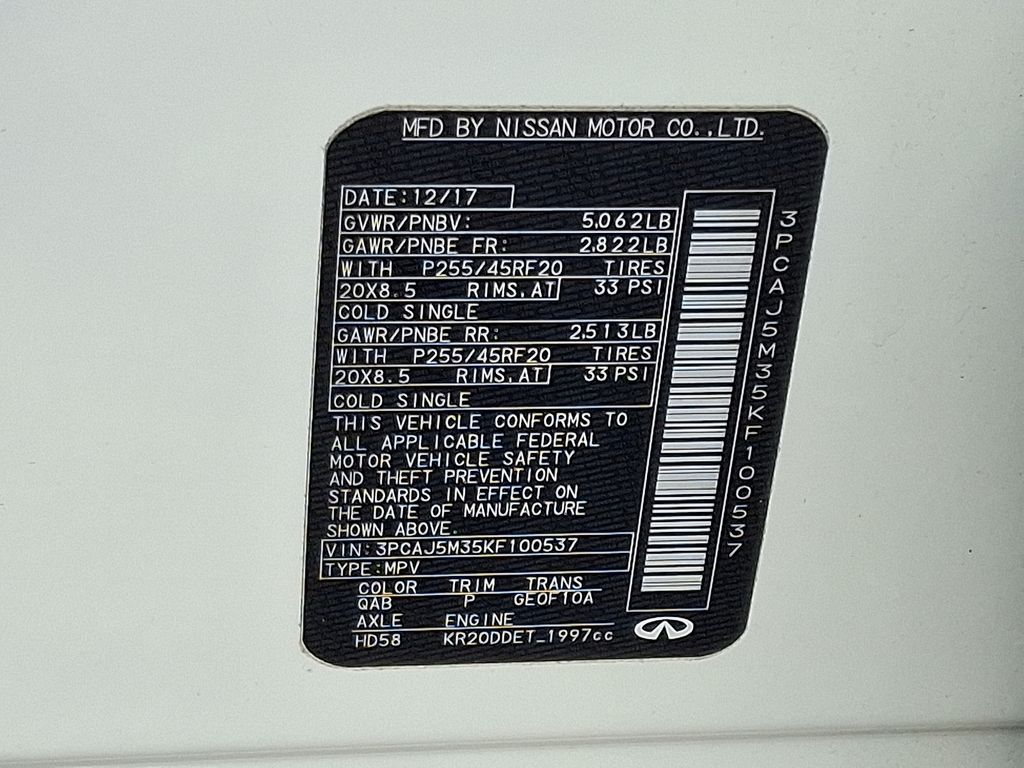 MFD BY NISSAN MOTOR CO.,LTD.
DATE:12/17
GVWR/PNBV: 5,062LB
GAWR/PNBE FR: 2,822LB
WITH P255/45RF20 TIRES
20X8.5 RIMS,AT 33 PSI
COLD SINGLE
GAWR/PNBE RR: 2,513LB
WITH P255/45RF20 TIRES
20X8.5 RIMS,AT 33 PSI
COLD SINGLE
THIS VEHICLE CONFORMS TO
ALL APPLICABLE FEDERAL
MOTOR VEHICLE SAFETY
AND THEFT PREVENTION
STANDARDS IN EFFECT ON
THE DATE OF MANUFACTURE
SHOWN ABOVE.
VIN:3PCAJ5M35KF100537
TYPE:MPV
COLOR TRIM TRANS
QAB P GE0F10A
AXLE ENGINE
HD58 KR20DDET_1997cc
3PCAJ5M35KF100537